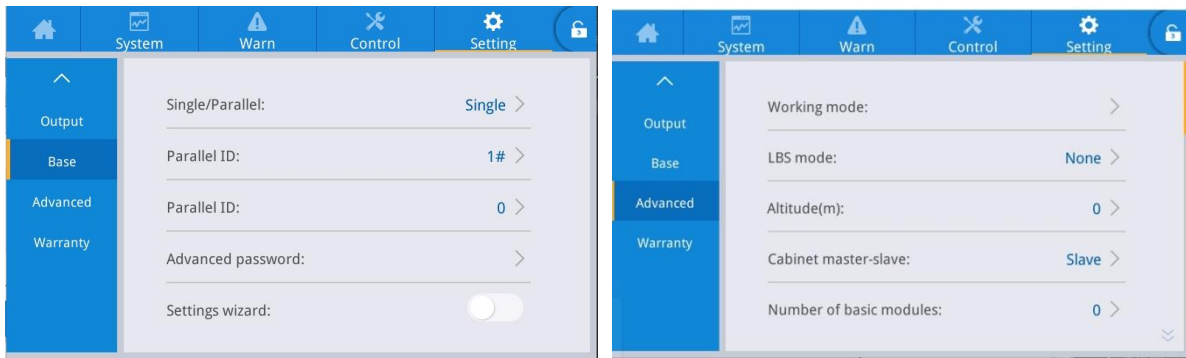 System Warn Control Setting
Output
Base
Advanced
Warranty
Single/Parallel: Single
Parallel ID: 1#
Parallel ID: 0
Advanced password:
Settings wizard:
System Warn Control Setting
Output
Base
Advanced
Warranty
Working mode:
LBS mode: None
Altitude(m): 0
Cabinet master-slave: Slave
Number of basic modules: 0